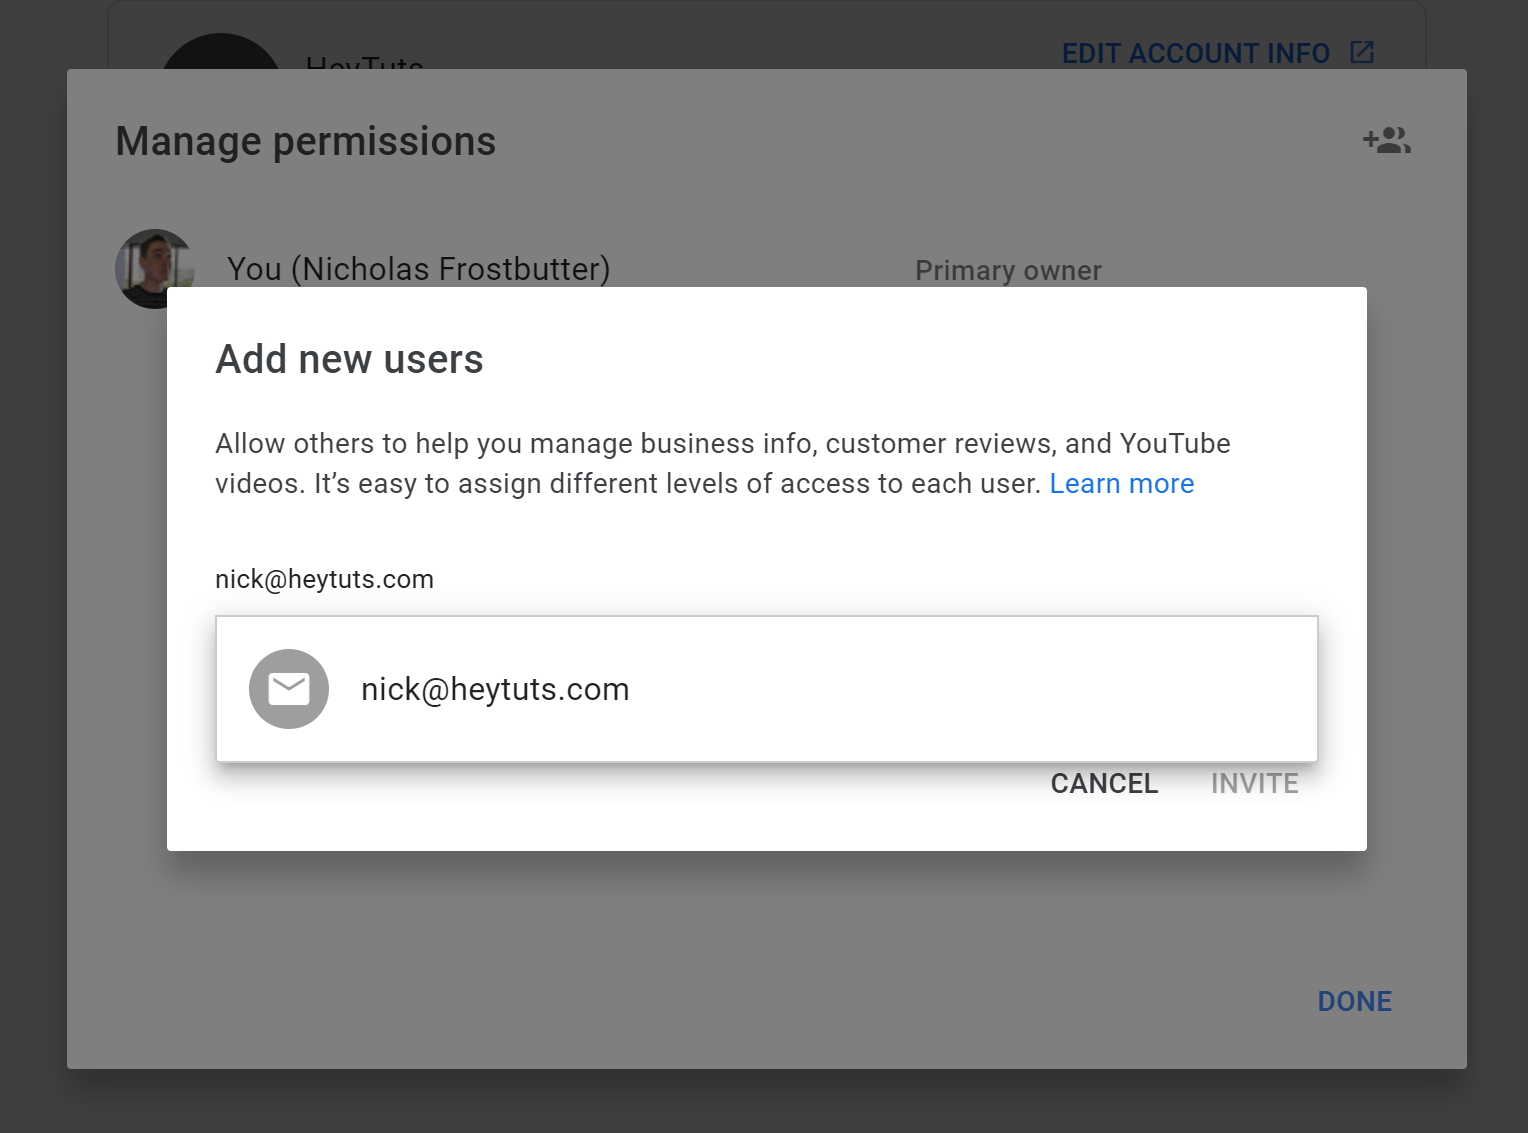 HeyTuts
EDIT ACCOUNT INFO
Manage permissions
You (Nicholas Frostbutter)
Primary owner
Add new users
Allow others to help you manage business info, customer reviews, and YouTube
videos. It’s easy to assign different levels of access to each user. Learn more
nick@heytuts.com
nick@heytuts.com
CANCEL
INVITE
DONE